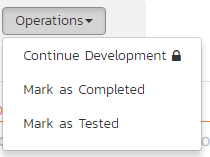 Operations
Continue Development
Mark as Completed
Mark as Tested